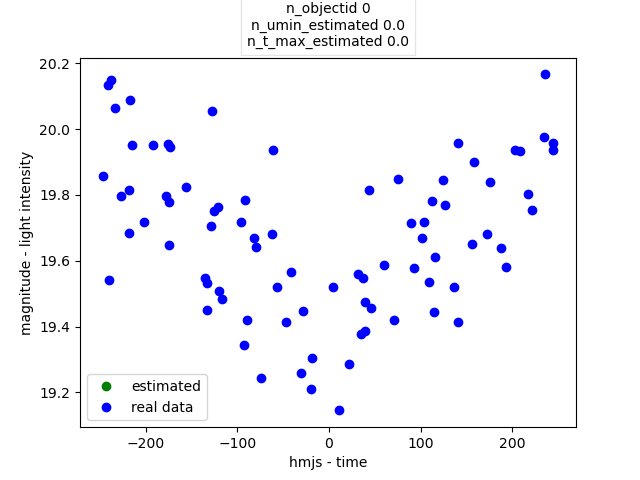 n_objectid 0
n_umin_estimated 0.0
n_t_max_estimated 0.0
magnitude - light intensity
20.2
20.0
19.8
19.6
19.4
19.2
estimated
real data
−200
−100
0
100
200
hmjs - time